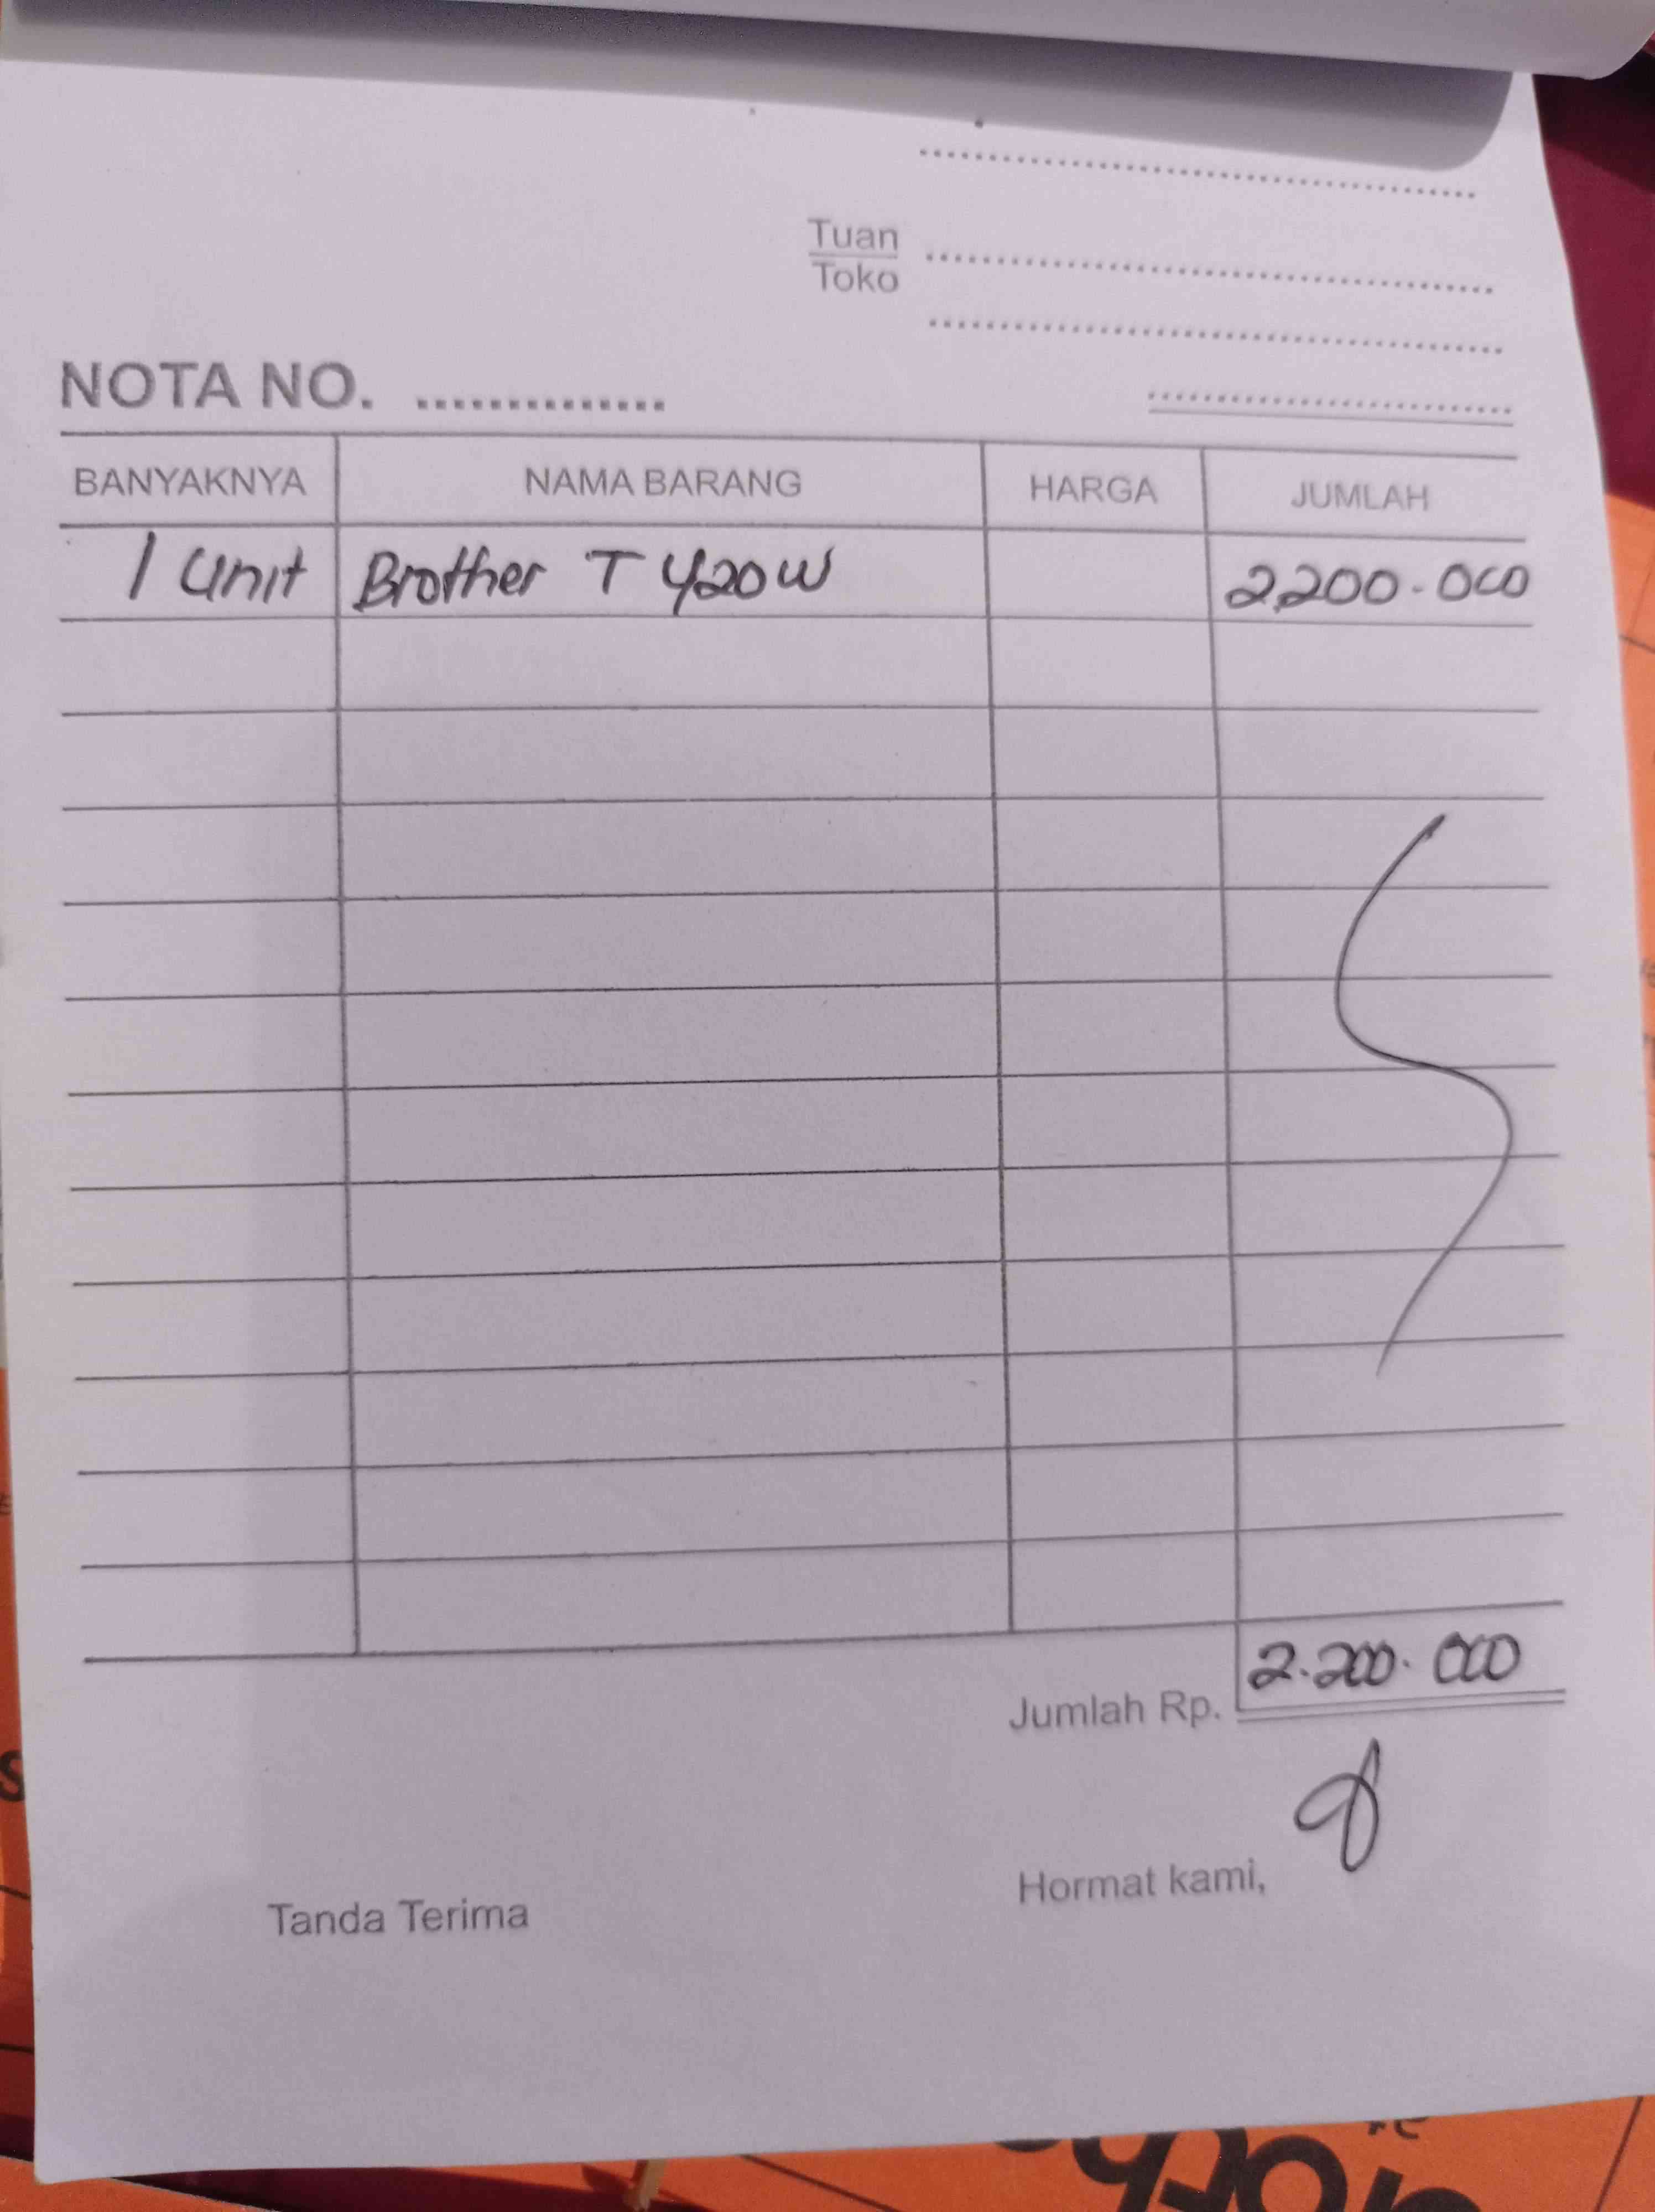 Tuan
Toko
NOTA NO. ..............
BANYAKNYA NAMA BARANG HARGA JUMLAH
1 Unit Brother T 420W 2.200.000
2.200.000
Jumlah Rp.
Tanda Terima Hormat kami,